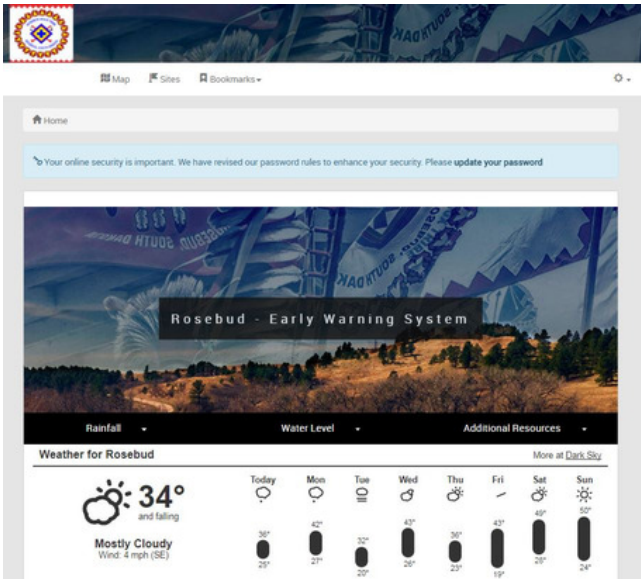 Map Sites Bookmarks
Home
Your online security is important. We have revised our password rules to enhance your security. Please update your password
ROSEBUD
SOUTH DAK
Rosebud - Early Warning System
Rainfall Water Level Additional Resources
Weather for Rosebud More at Dark Sky
Today Mon Tue Wed Thu Fri Sat Sun
34°
and falling
Mostly Cloudy
Wind: 4 mph (SE)
36° 42° 32° 43° 36° 43° 49° 50°
25° 27° 20° 26° 23° 19° 26° 24°